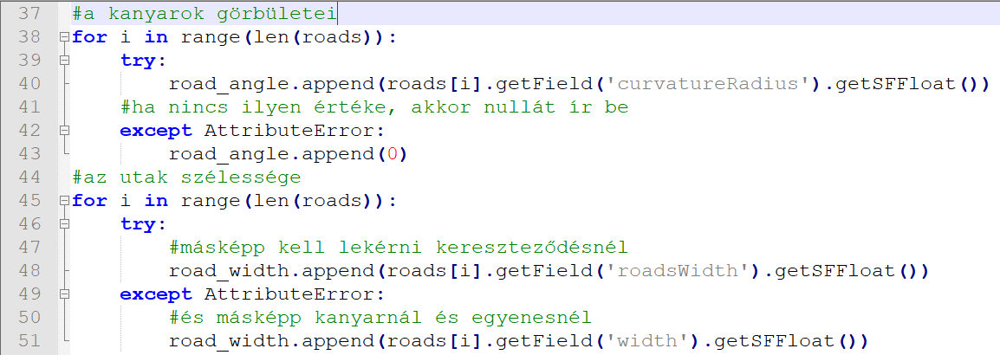 37 #a kanyarok görbületei
38 for i in range(len(roads)):
39     try:
40         road_angle.append(roads[i].getField('curvatureRadius').getSFFloat())
41     #ha nincs ilyen értéke, akkor nullát ír be
42     except AttributeError:
43         road_angle.append(0)
44 #az utak szélessége
45 for i in range(len(roads)):
46     try:
47         #másképp kell lekérni kereszteződésnél
48         road_width.append(roads[i].getField('roadsWidth').getSFFloat())
49     except AttributeError:
50         #és másképp kanyarnál és egyenesnél
51         road_width.append(roads[i].getField('width').getSFFloat())